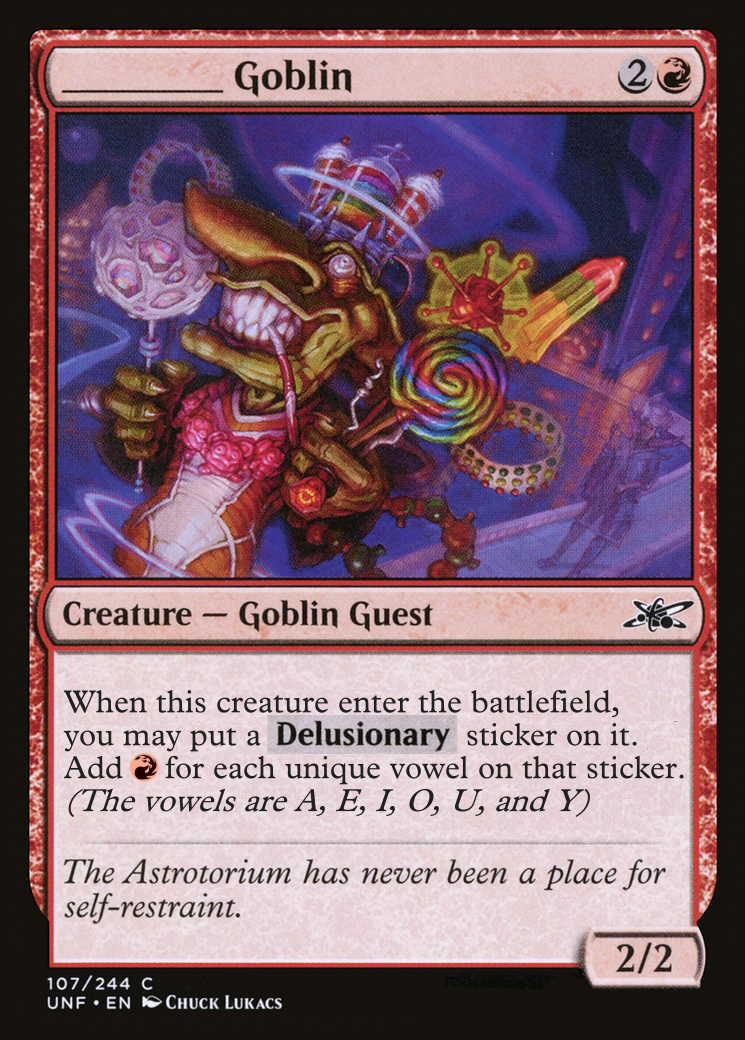 __________ Goblin 2
Creature — Goblin Guest
When this creature enter the battlefield,
you may put a Delusionary sticker on it.
Add for each unique vowel on that sticker.
(The vowels are A, E, I, O, U, and Y)
The Astrotorium has never been a place for
self-restraint.
2/2
107/244 C
UNF • EN CHUCK LUKACS